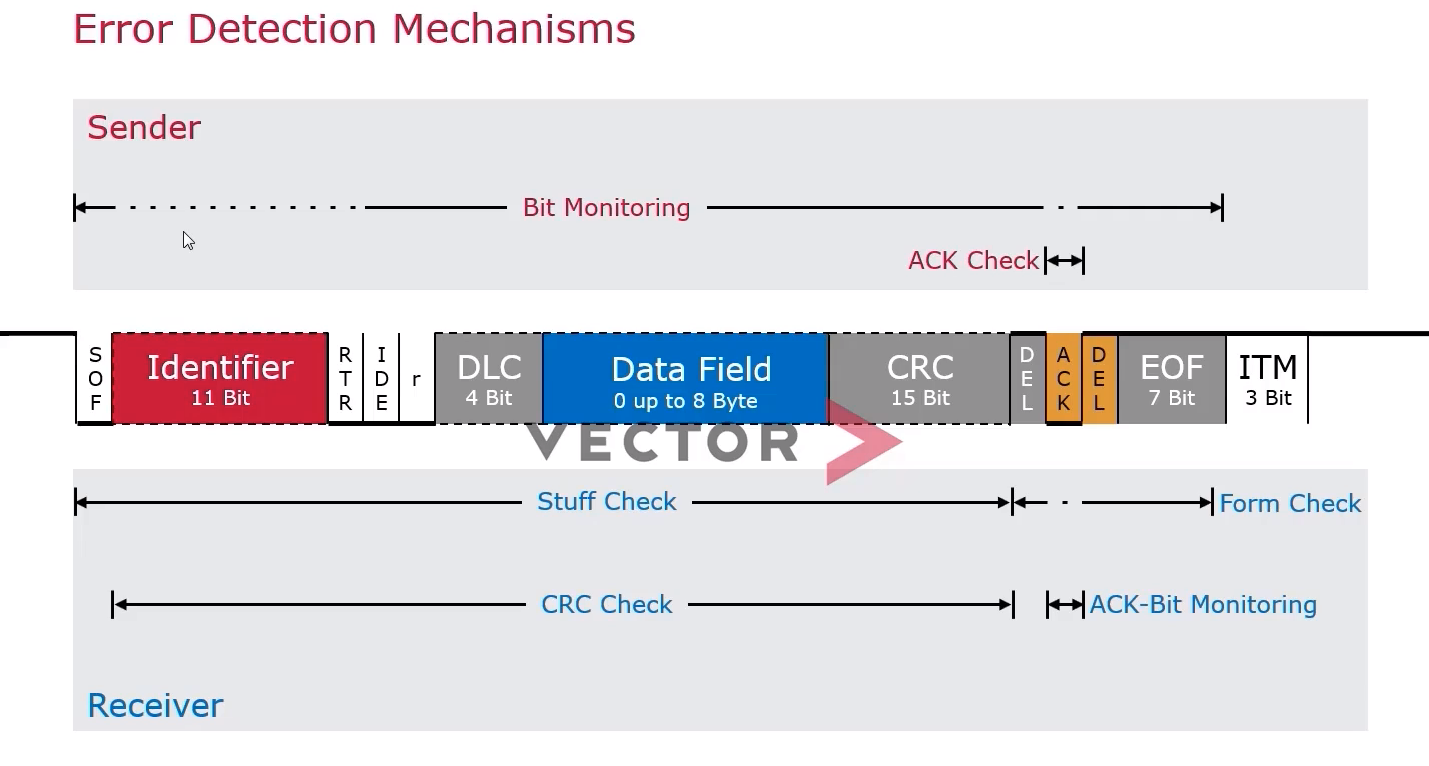 Error Detection Mechanisms
Sender
Bit Monitoring
ACK Check
SOF
Identifier
11 Bit
RTR
IDE
r
DLC
4 Bit
Data Field
0 up to 8 Byte
CRC
15 Bit
DEL
ACK
DEL
EOF
7 Bit
ITM
3 Bit
VECTOR
Stuff Check
Form Check
CRC Check
ACK-Bit Monitoring
Receiver